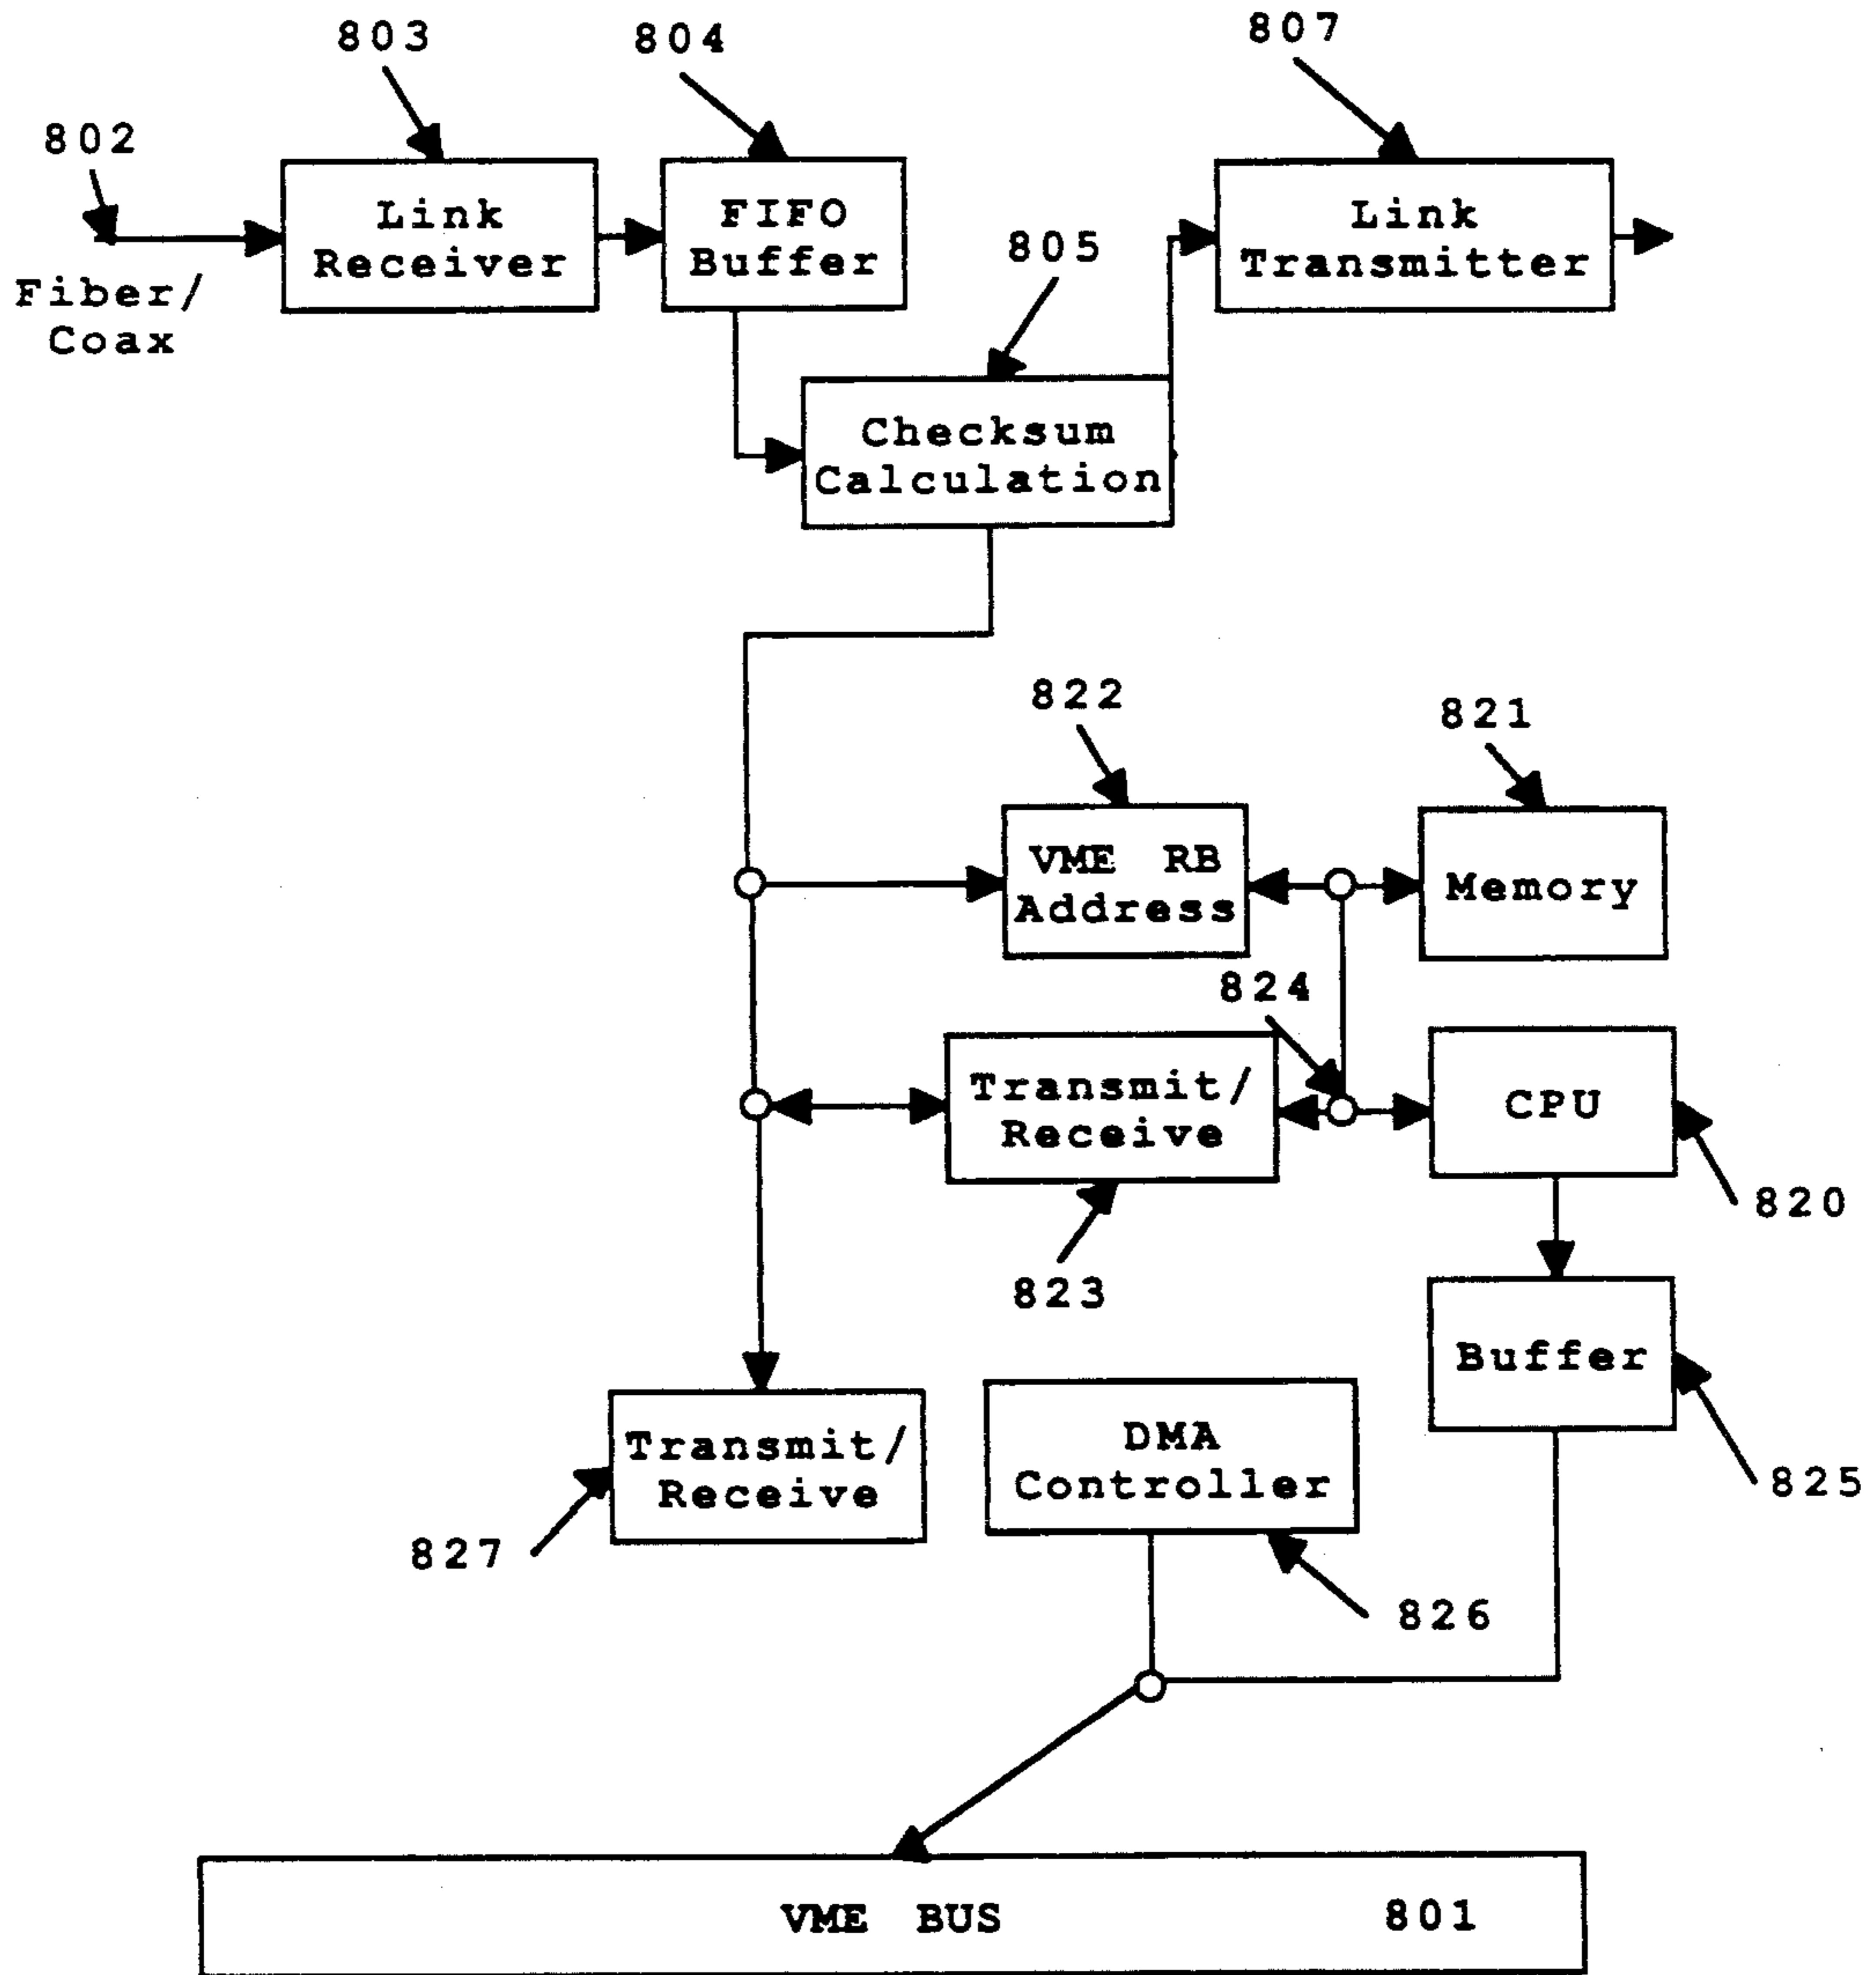 803
804
807
802
Link
Receiver
FIFO
Buffer
805
Link
Transmitter
Fiber/
Coax
Checksum
Calculation
822
821
VME RB
Address
Memory
824
Transmit/
Receive
CPU
820
823
Buffer
Transmit/
Receive
DMA
Controller
825
827
826
VME BUS
801